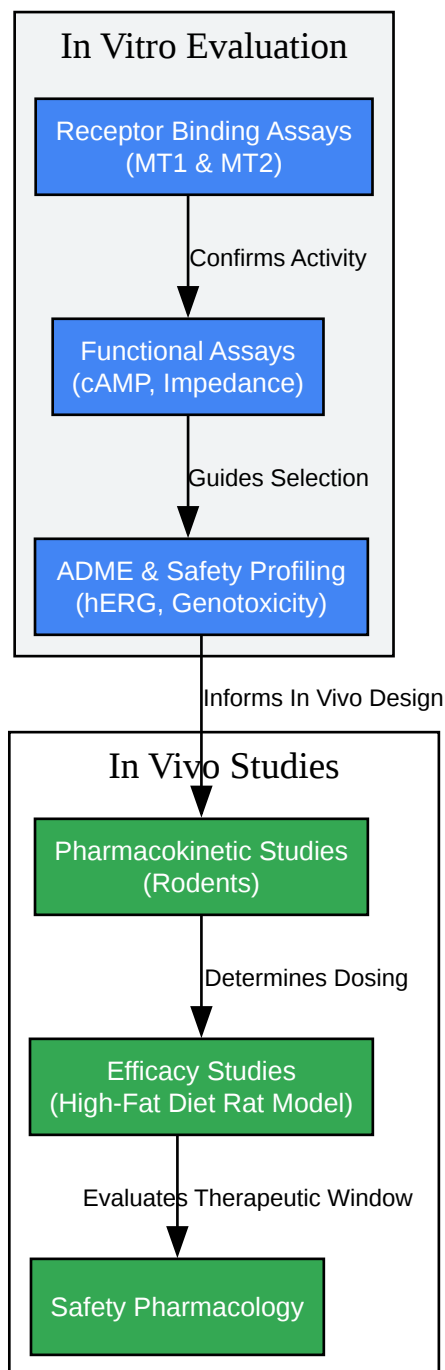 In Vitro Evaluation
Receptor Binding Assays
(MT1 & MT2)
Confirms Activity
Functional Assays
(cAMP, Impedance)
Guides Selection
ADME & Safety Profiling
(hERG, Genotoxicity)
Informs In Vivo Design
In Vivo Studies
Pharmacokinetic Studies
(Rodents)
Determines Dosing
Efficacy Studies
(High-Fat Diet Rat Model)
Evaluates Therapeutic Window
Safety Pharmacology